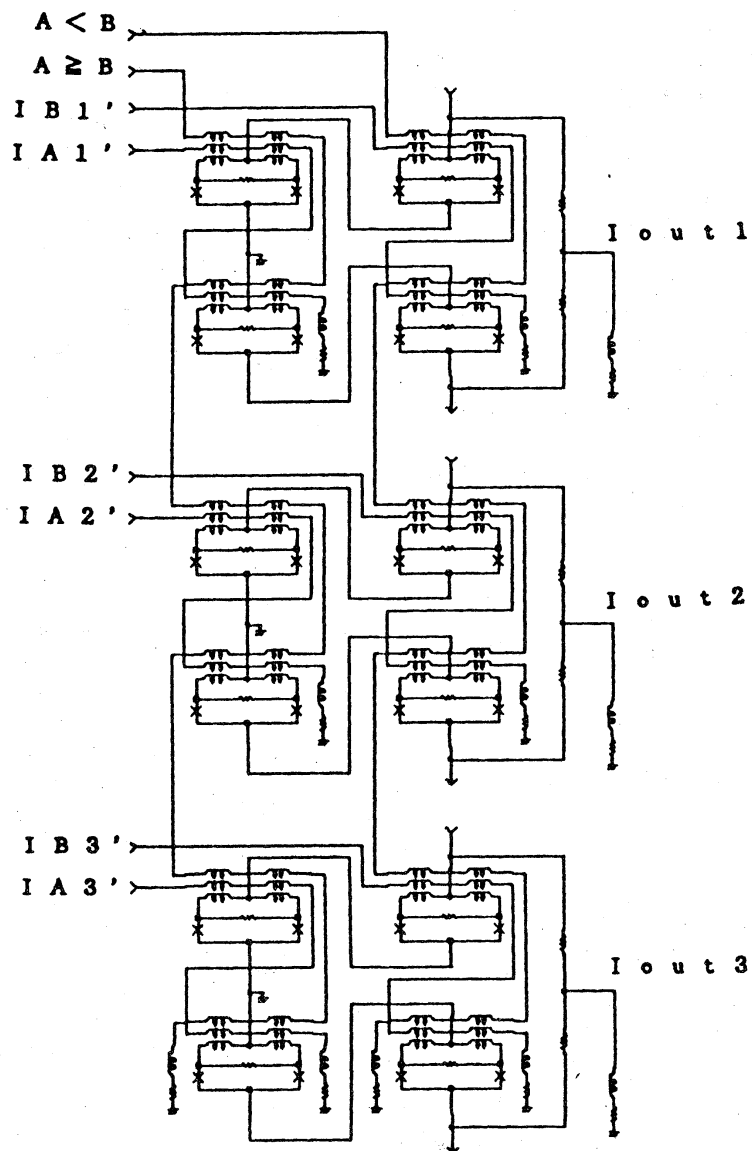 A < B
A ≧ B
I B 1 '
I A 1 '
I o u t 1
I B 2 '
I A 2 '
I o u t 2
I B 3 '
I A 3 '
I o u t 3